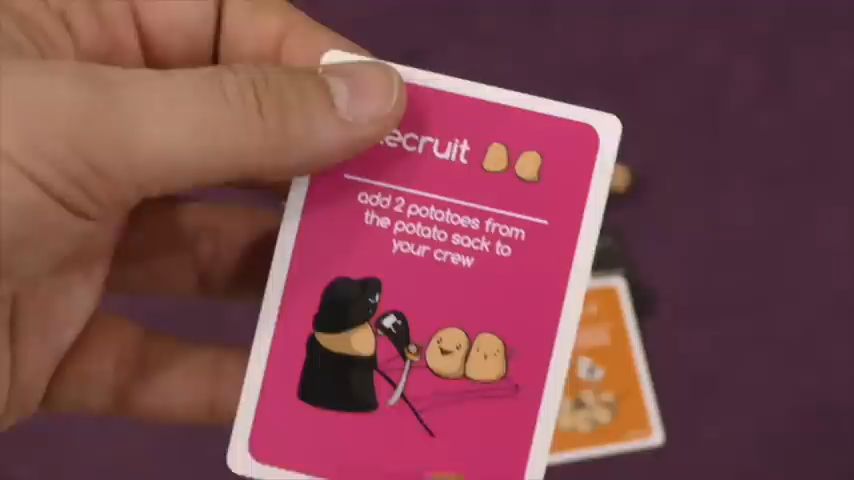 ecruit
add 2 potatoes from
the potato sack to
your crew